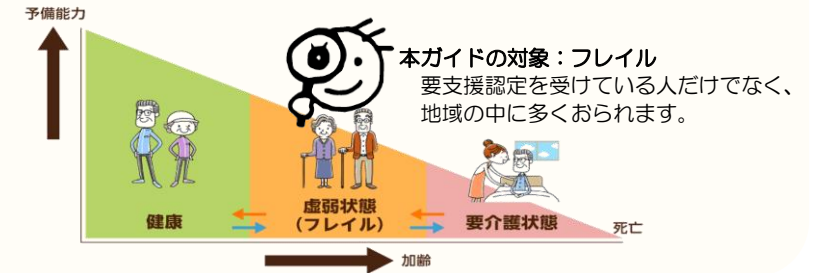 予備能力
本ガイドの対象：フレイル
要支援認定を受けている人だけでなく、
地域の中に多くおられます。
健康
虚弱状態
(フレイル)
要介護状態
死亡
加齢